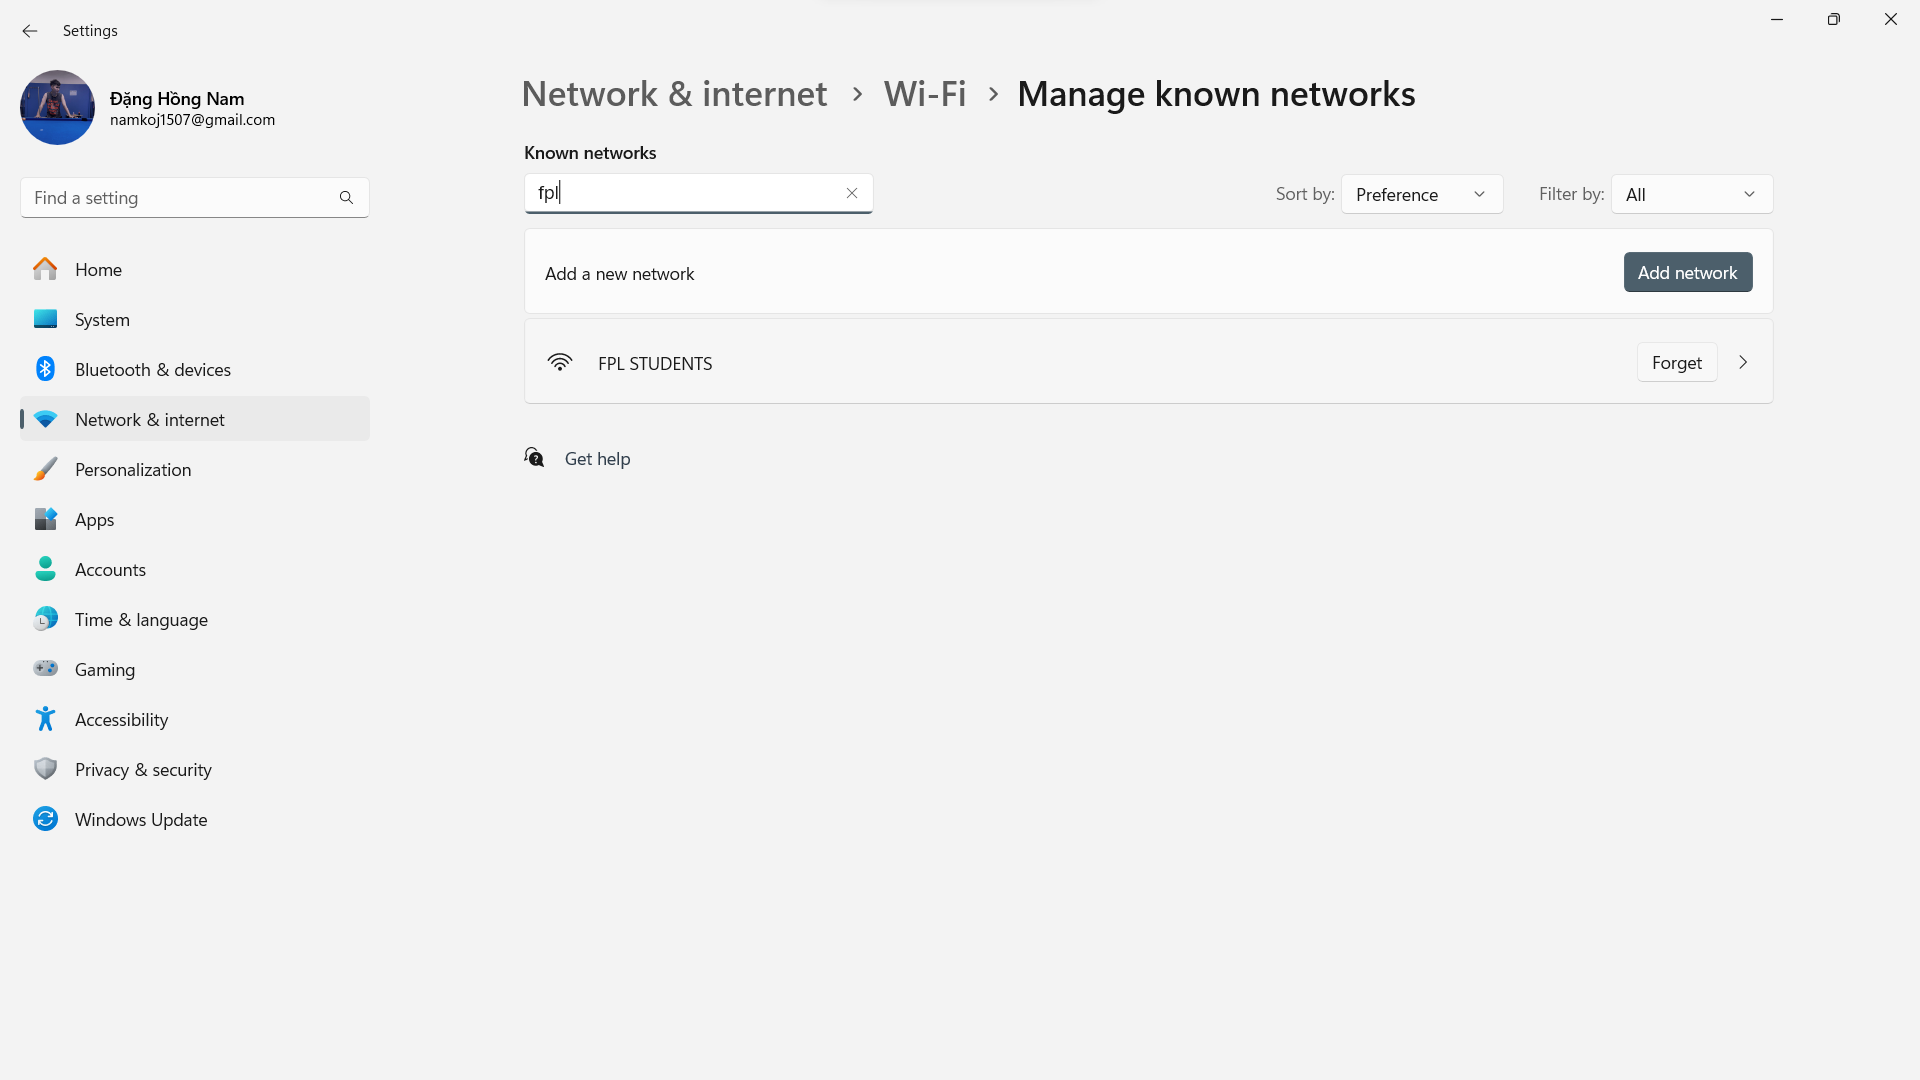 Settings
Đặng Hồng Nam
namkoj1507@gmail.com
Find a setting
Home
System
Bluetooth & devices
Network & internet
Personalization
Apps
Accounts
Time & language
Gaming
Accessibility
Privacy & security
Windows Update
Network & internet > Wi-Fi > Manage known networks
Known networks
fpl
Sort by: Preference
Filter by: All
Add a new network
Add network
FPL STUDENTS
Forget
Get help